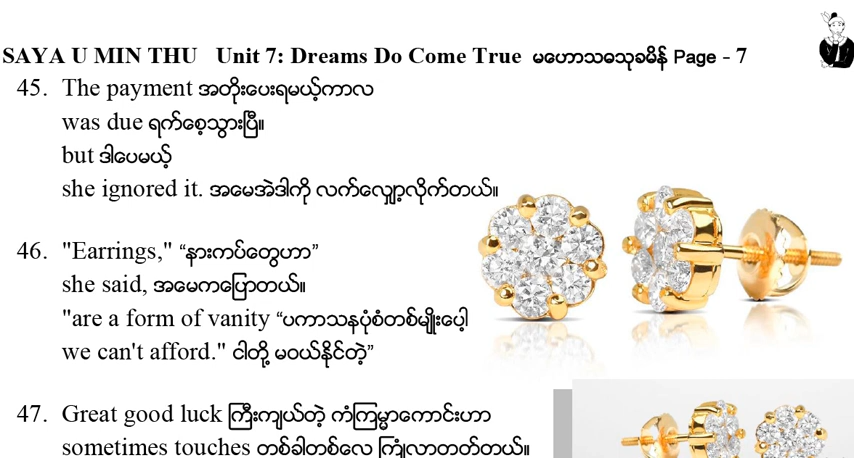 SAYA U MIN THU Unit 7: Dreams Do Come True မဟောသဓသုခမိန် Page - 7
45. The payment အတိုးပေးရမယ့်ကာလ
was due ရက်စေ့သွားပြီ။
but ဒါပေမယ့်
she ignored it. အမေအဲဒါကို လက်လျှော့လိုက်တယ်။
46. "Earrings," “နားကပ်တွေဟာ”
she said, အမေကပြောတယ်။
"are a form of vanity “ပကာသနပုံစံတစ်မျိုးပေါ့
we can't afford." ငါတို့ မဝယ်နိုင်တဲ့”
47. Great good luck ကြီးကျယ်တဲ့ ကံကြမ္မာကောင်းဟာ
sometimes touches တစ်ခါတစ်လေ ကြုံလာတတ်တယ်။